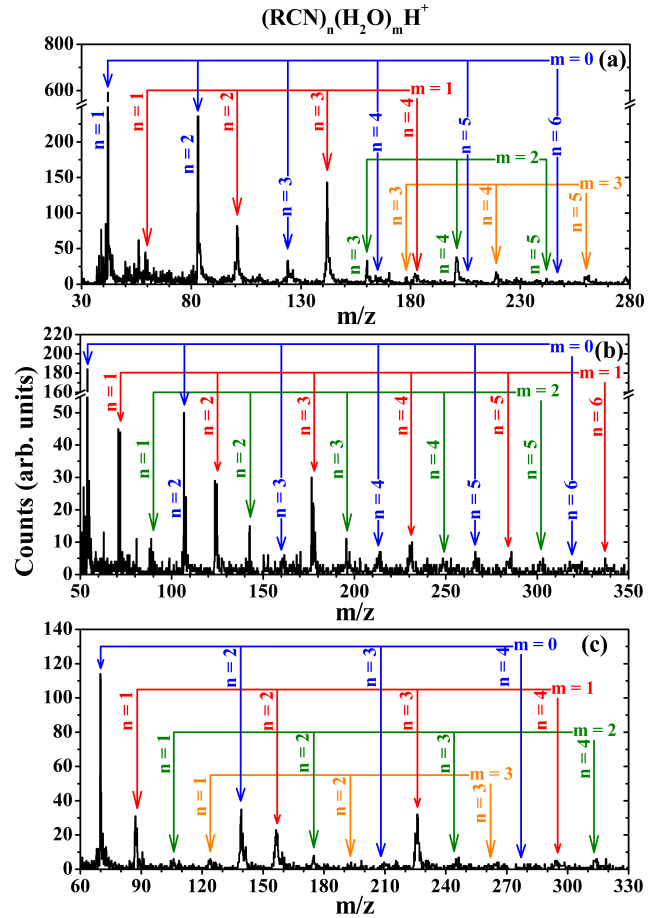 (RCN)n(H2O)mH+
(a)
m = 0
m = 1
m = 2
m = 3
n = 1
n = 2
n = 3
n = 4
n = 5
n = 6
n = 1
n = 2
n = 3
n = 4
n = 3
n = 4
n = 5
n = 3
n = 4
n = 5
800
600
200
150
100
50
0
30 80 130 180 230 280
m/z
Counts (arb. units)
(b)
m = 0
m = 1
m = 2
n = 2
n = 3
n = 4
n = 5
n = 6
n = 1
n = 2
n = 3
n = 4
n = 5
n = 6
n = 1
n = 2
n = 3
n = 4
n = 5
220
200
180
160
50
40
30
20
10
0
50 100 150 200 250 300 350
m/z
(c)
m = 0
m = 1
m = 2
m = 3
n = 2
n = 3
n = 4
n = 1
n = 2
n = 3
n = 4
n = 1
n = 2
n = 3
n = 4
n = 1
n = 2
n = 3
140
120
100
80
60
40
20
0
60 90 120 150 180 210 240 270 300 330
m/z